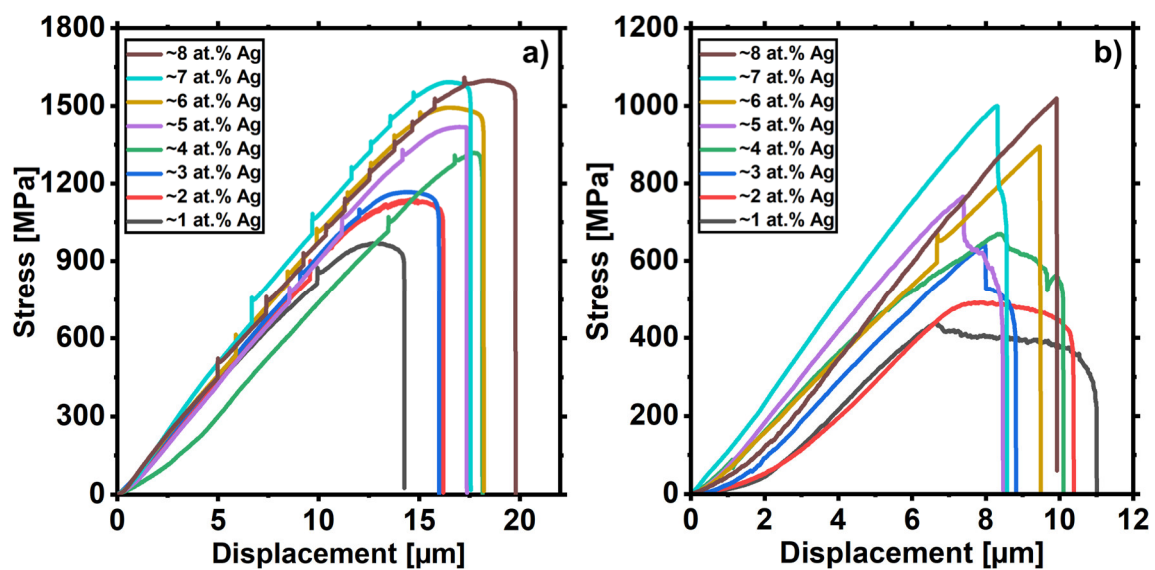 a)
~8 at.% Ag
~7 at.% Ag
~6 at.% Ag
~5 at.% Ag
~4 at.% Ag
~3 at.% Ag
~2 at.% Ag
~1 at.% Ag
Stress [MPa]
1800
1500
1200
900
600
300
0
0 5 10 15 20
Displacement [µm]
b)
~8 at.% Ag
~7 at.% Ag
~6 at.% Ag
~5 at.% Ag
~4 at.% Ag
~3 at.% Ag
~2 at.% Ag
~1 at.% Ag
Stress [MPa]
1200
1000
800
600
400
200
0
0 2 4 6 8 10 12
Displacement [µm]